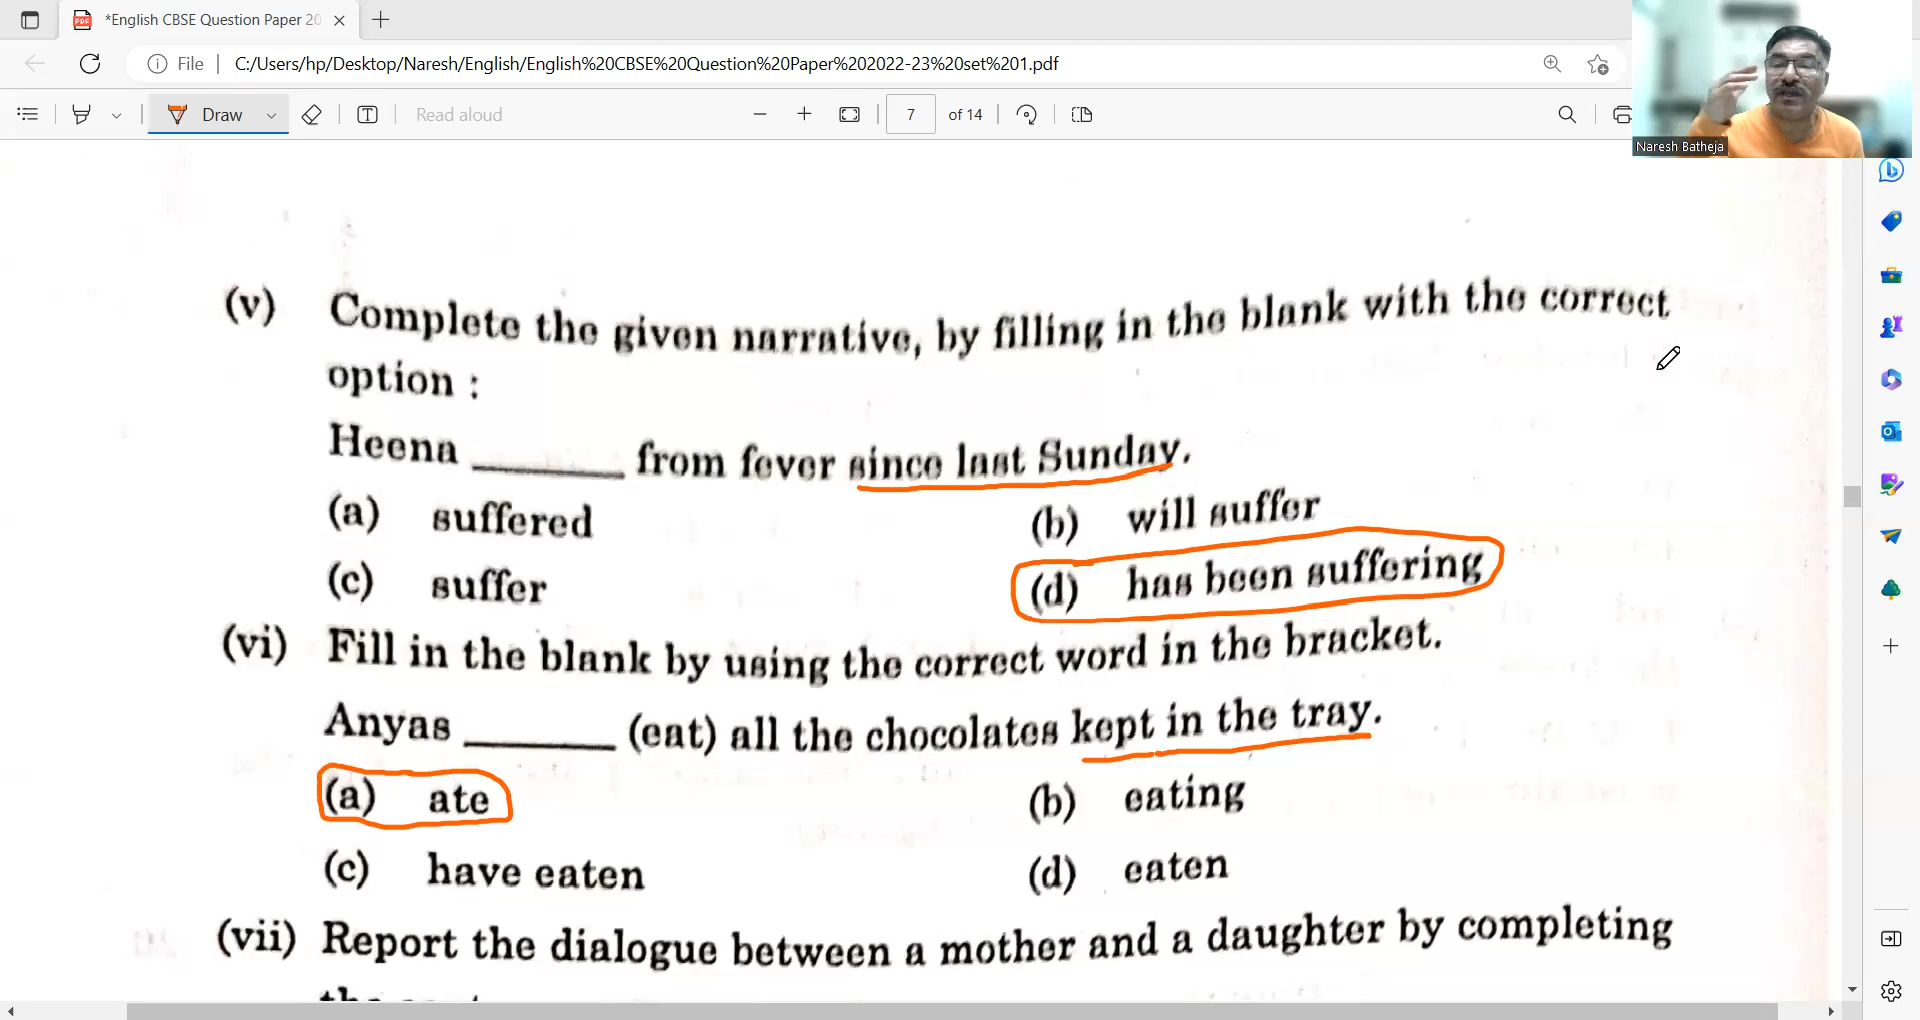 *English CBSE Question Paper 20
File
C:/Users/hp/Desktop/Naresh/English/English%20CBSE%20Question%20Paper%202022-23%20set%201.pdf
Draw
Read aloud
7 of 14
Naresh Batheja
(v) Complete the given narrative, by filling in the blank with the correct
option :
Heena ______ from fever since last Sunday.
(a) suffered (b) will suffer
(c) suffer (d) has been suffering
(vi) Fill in the blank by using the correct word in the bracket.
Anyas ______ (eat) all the chocolates kept in the tray.
(a) ate (b) eating
(c) have eaten (d) eaten
(vii) Report the dialogue between a mother and a daughter by completing